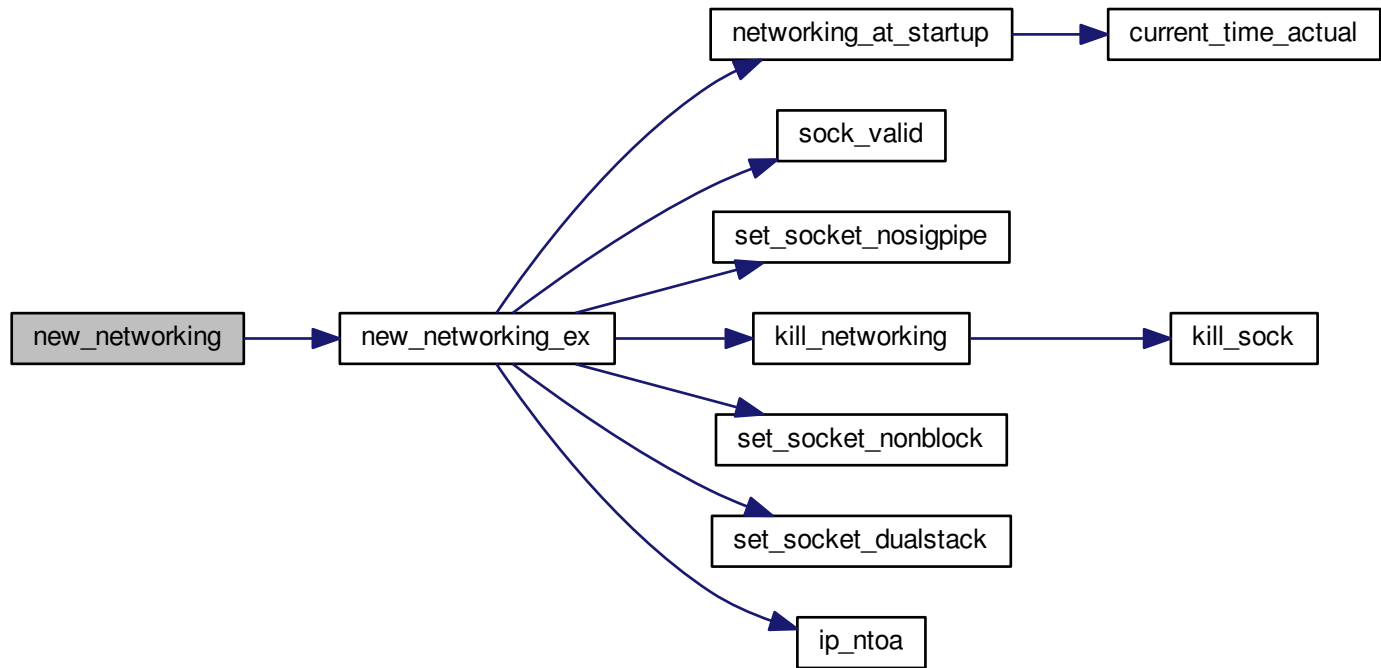 networking_at_startup
current_time_actual
sock_valid
set_socket_nosigpipe
new_networking
new_networking_ex
kill_networking
kill_sock
set_socket_nonblock
set_socket_dualstack
ip_ntoa